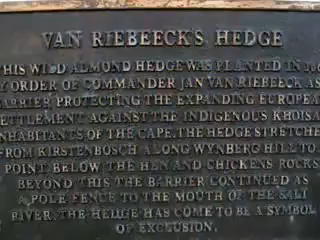 VAN RIEBEECK'S HEDGE
THIS WILD ALMOND HEDGE WAS PLANTED IN
BY ORDER OF COMMANDER JAN VAN RIEBEECK AS
BARRIER PROTECTING THE EXPANDING EUROPEAN
SETTLEMENT AGAINST THE INDIGENOUS KHOISAN
INHABITANTS OF THE CAPE. THE HEDGE STRETCHED
FROM KIRSTENBOSCH ALONG WYNBERG HILL TO
POINT BELOW THE HEN AND CHICKENS ROCKS.
BEYOND THIS THE BARRIER CONTINUED AS
A POLE FENCE TO THE MOUTH OF THE SALT
RIVER. THE HEDGE HAS COME TO BE A SYMBOL
OF EXCLUSION.